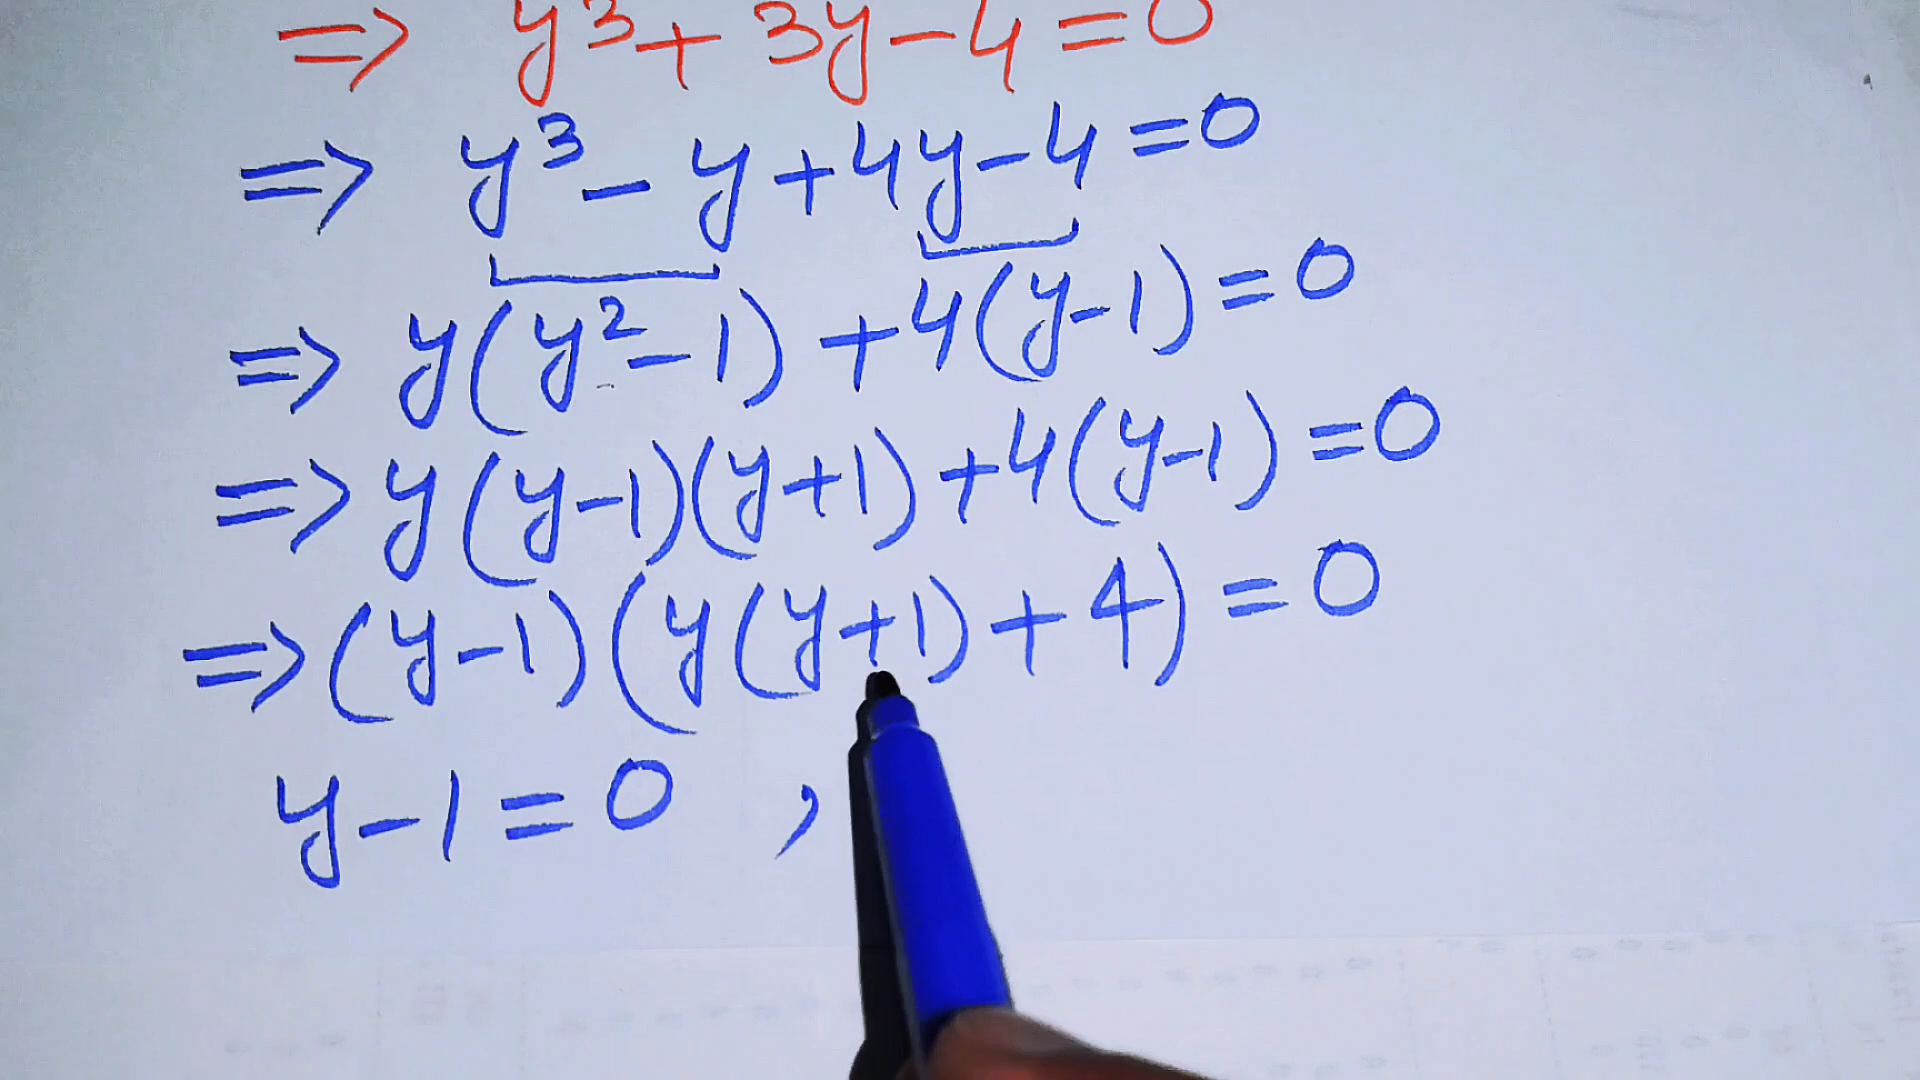 => y³ + 3y - 4 = 0
=> y³ - y + 4y - 4 = 0
=> y(y² - 1) + 4(y - 1) = 0
=> y(y - 1)(y + 1) + 4(y - 1) = 0
=> (y - 1)(y(y + 1) + 4) = 0
y - 1 = 0 ,